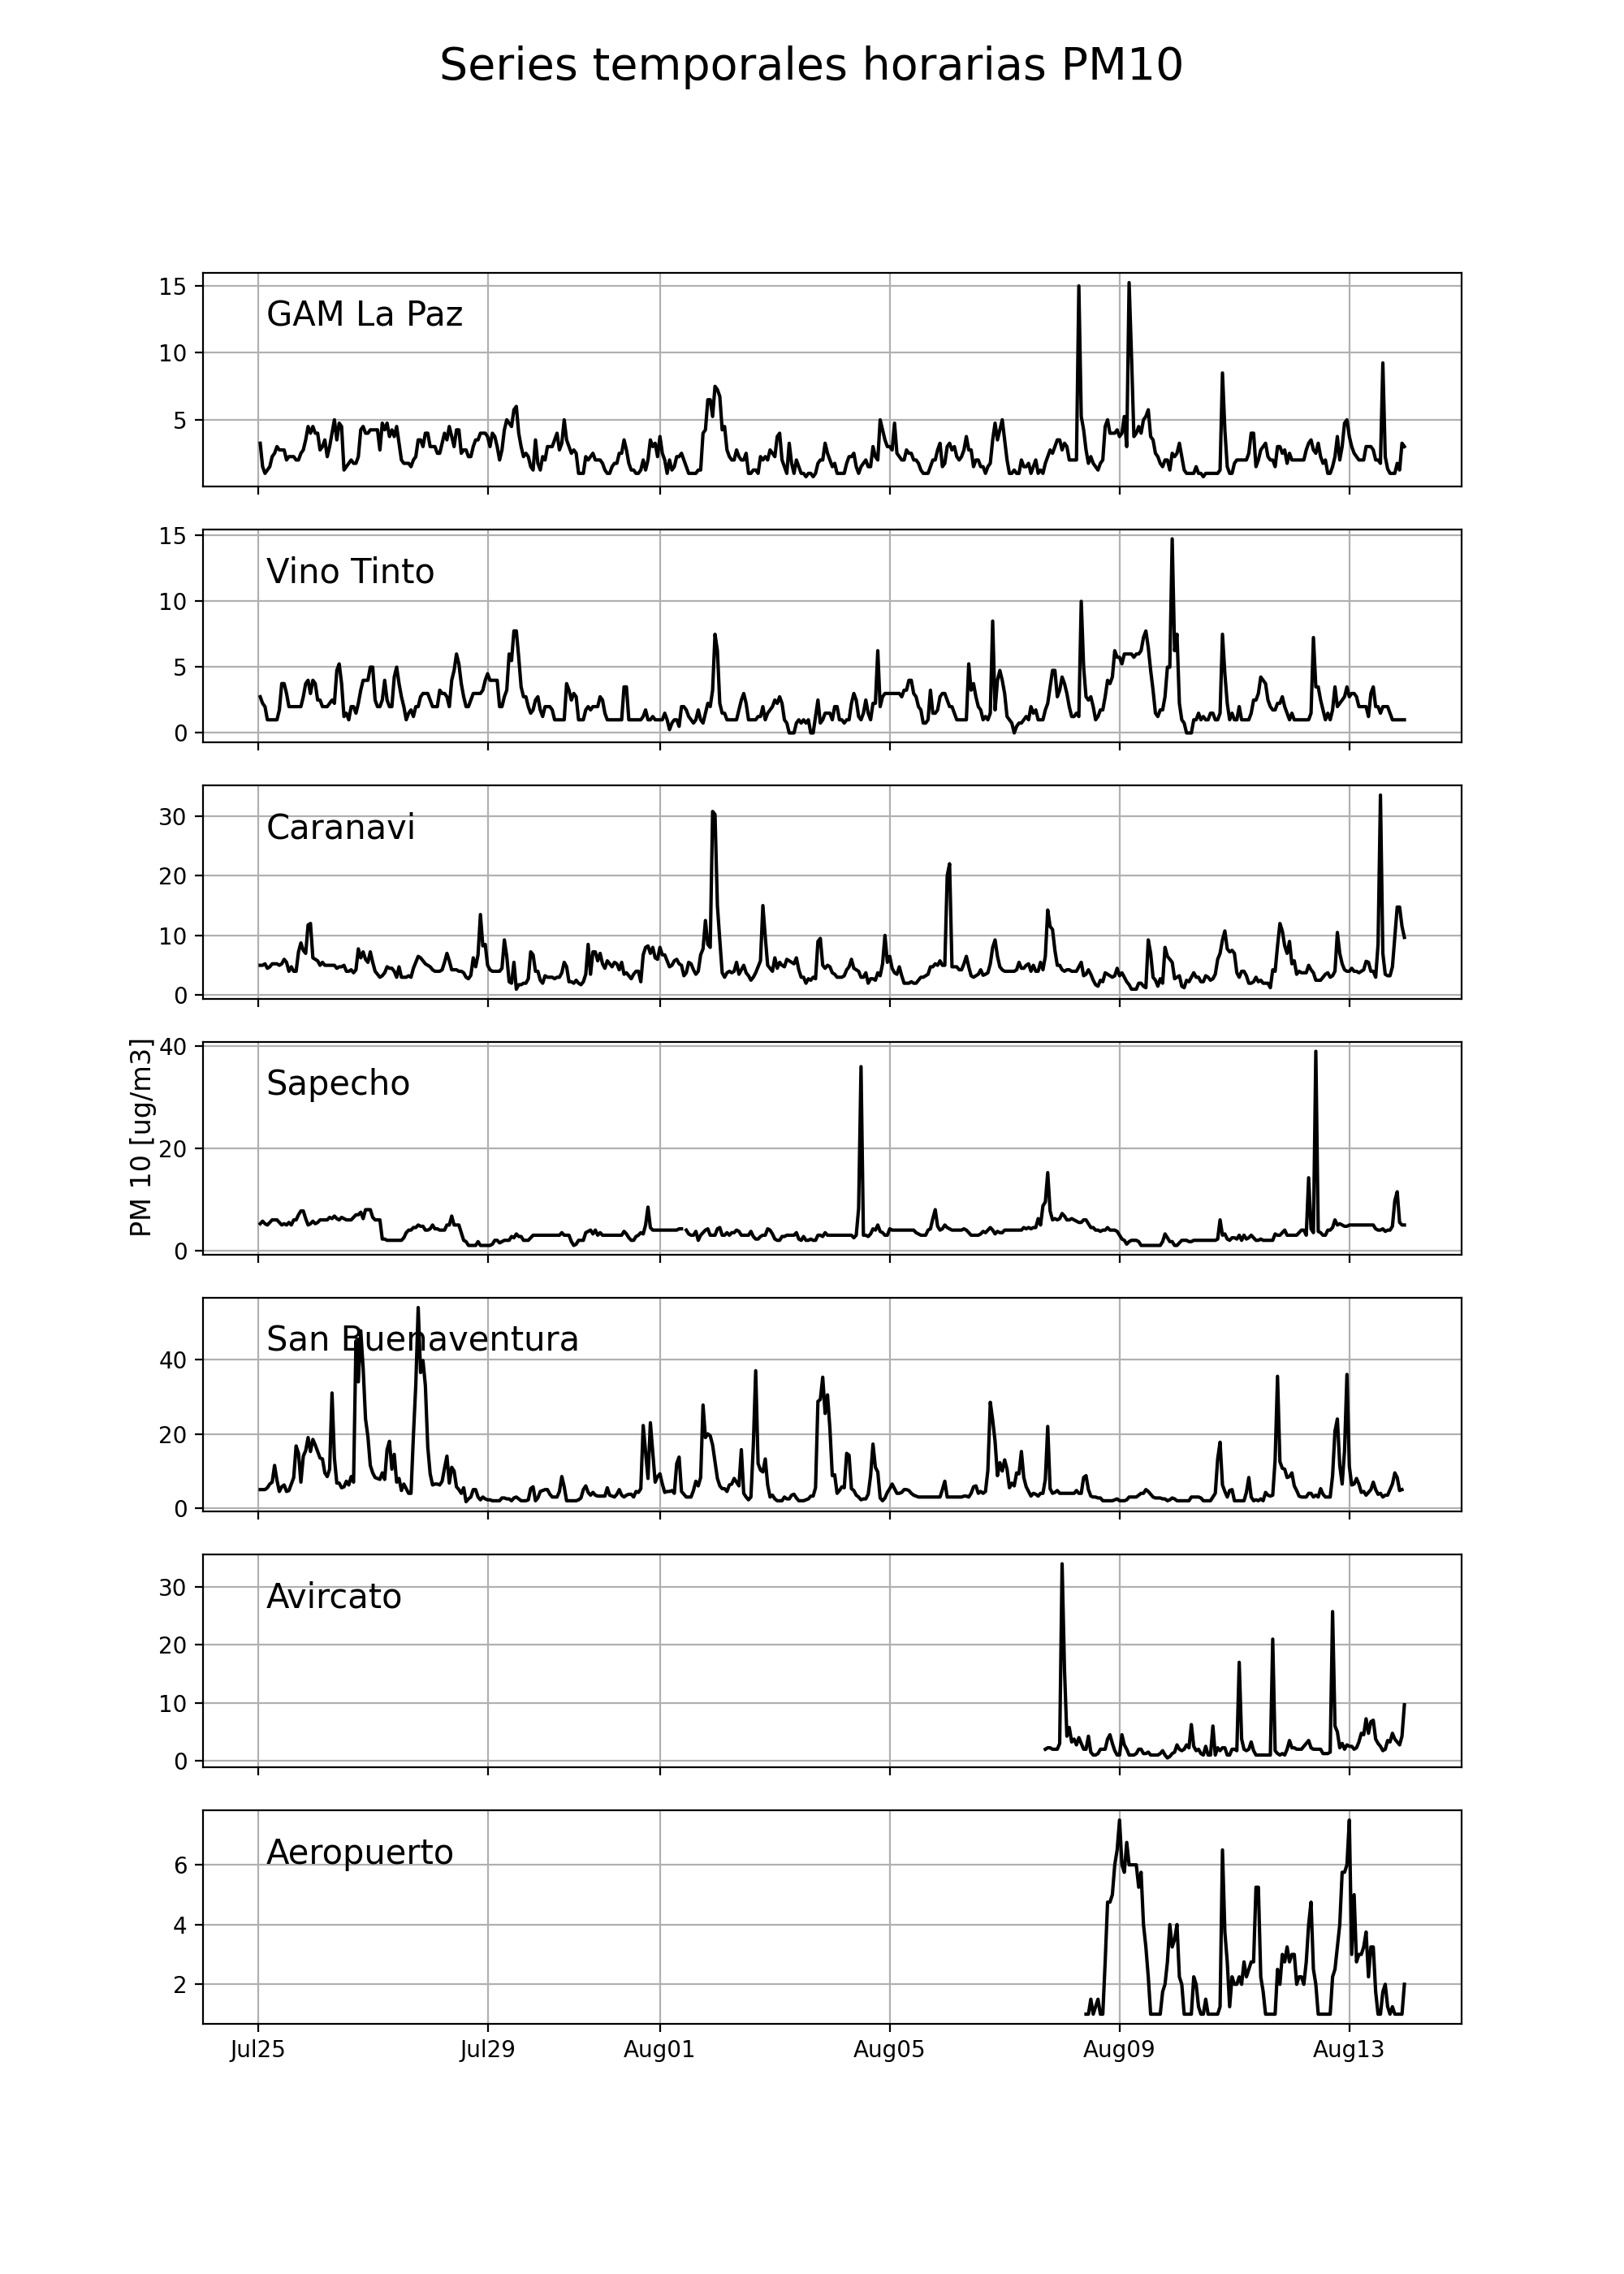 Series temporales horarias PM10
15
GAM La Paz
10
5
15
Vino Tinto
10
5
0
30
Caranavi
20
10
0
PM 10 [ug/m3]
40
Sapecho
20
0
San Buenaventura
40
20
0
30
Avircato
20
10
0
Aeropuerto
6
4
2
Jul25 Jul29 Aug01 Aug05 Aug09 Aug13